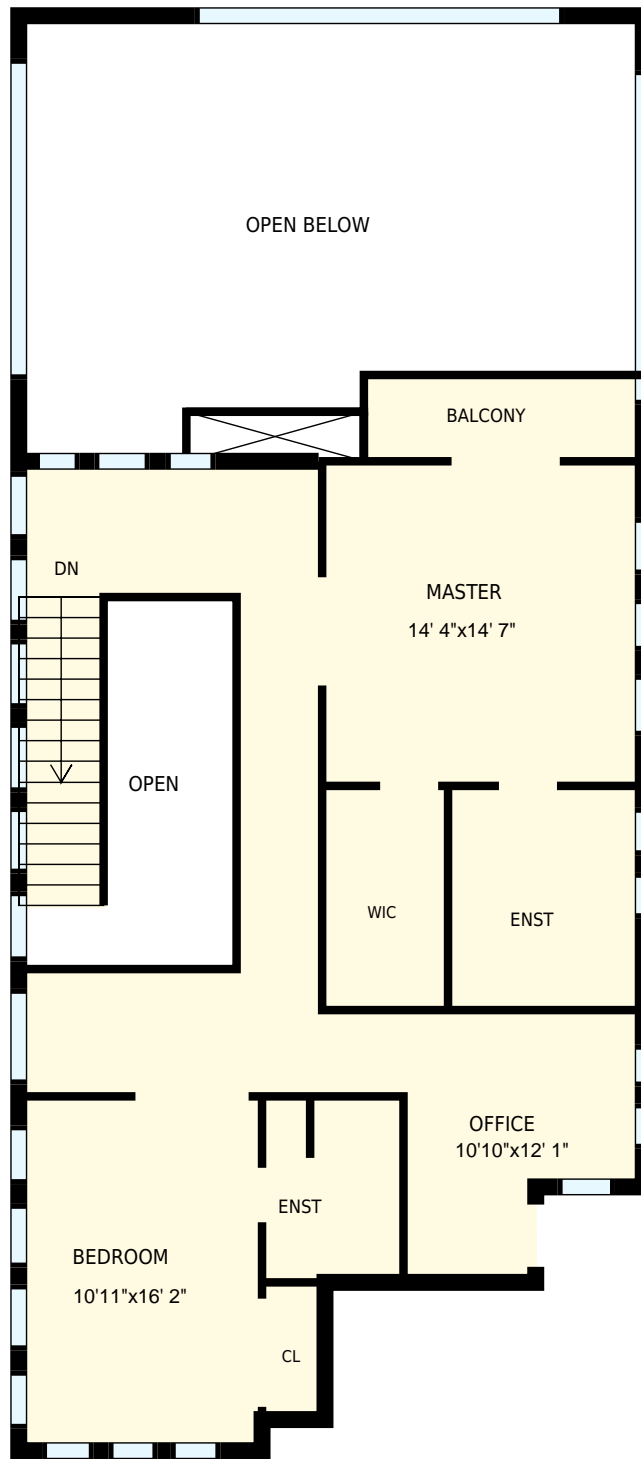 OPEN BELOW
BALCONY
DN
MASTER
14' 4"x14' 7"
OPEN
WIC
ENST
OFFICE
10'10"x12' 1"
ENST
BEDROOM
10'11"x16' 2"
CL